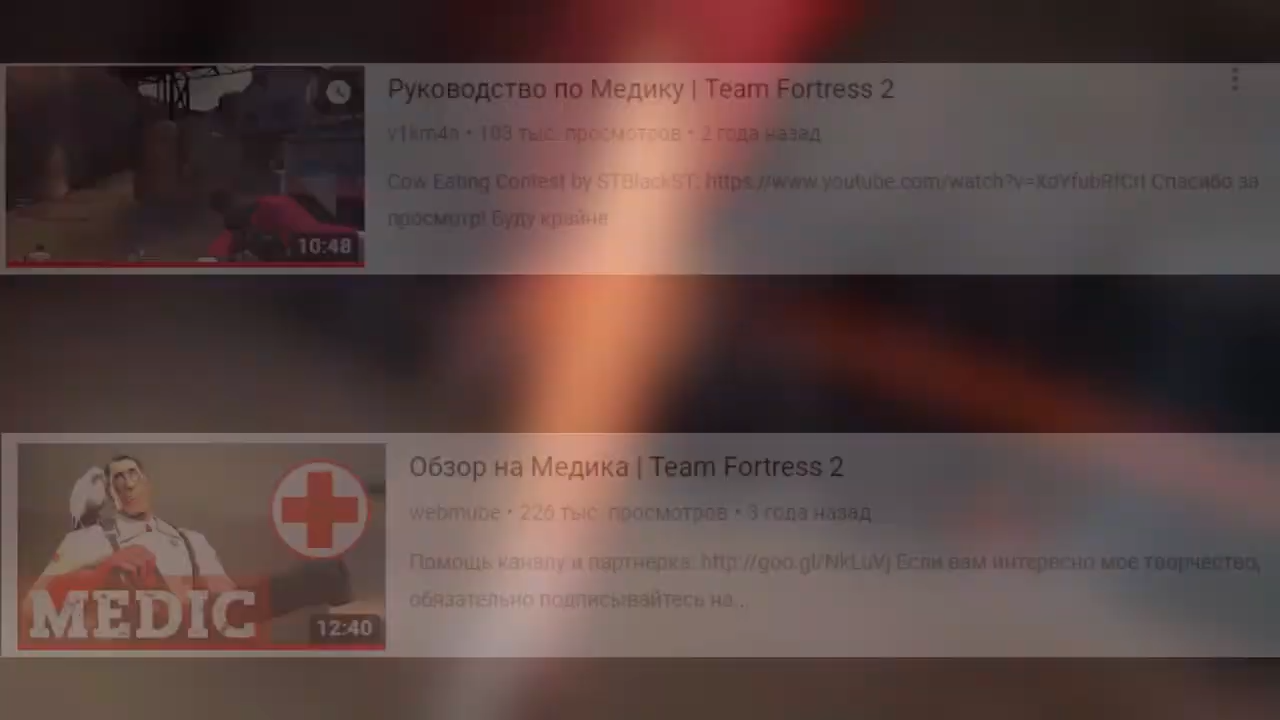 Руководство по Медику | Team Fortress 2
v1km4n • 103 тыс. просмотров • 2 года назад
Cow Eating Contest by STBlackST: https://www.youtube.com/watch?v=XoYfubRfCrI Спасибо за
просмотр! Буду крайне
10:48
Обзор на Медика | Team Fortress 2
webmube • 226 тыс. просмотров • 3 года назад
Помощь каналу и партнерка: http://goo.gl/NkLuVj Если вам интересно мое творчество,
обязательно подписывайтесь на...
MEDIC
12:40